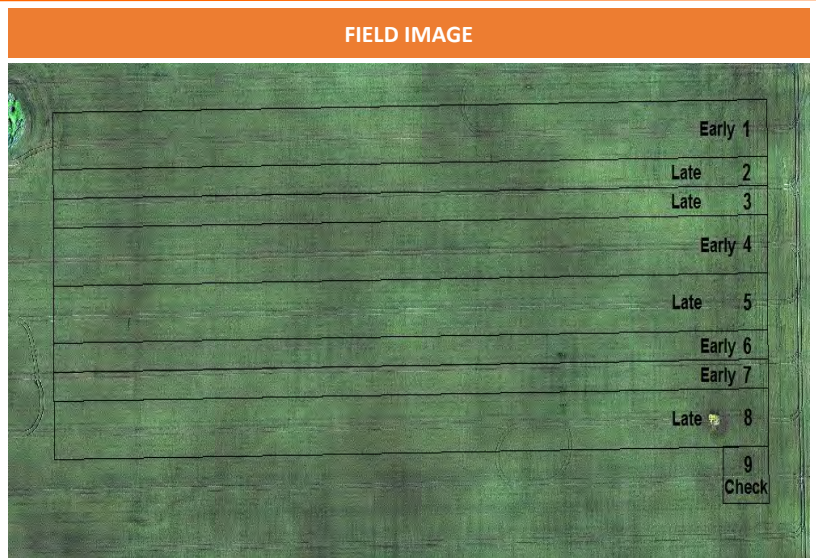 FIELD IMAGE
Early 1
Late 2
Late 3
Early 4
Late 5
Early 6
Early 7
Late 8
9
Check